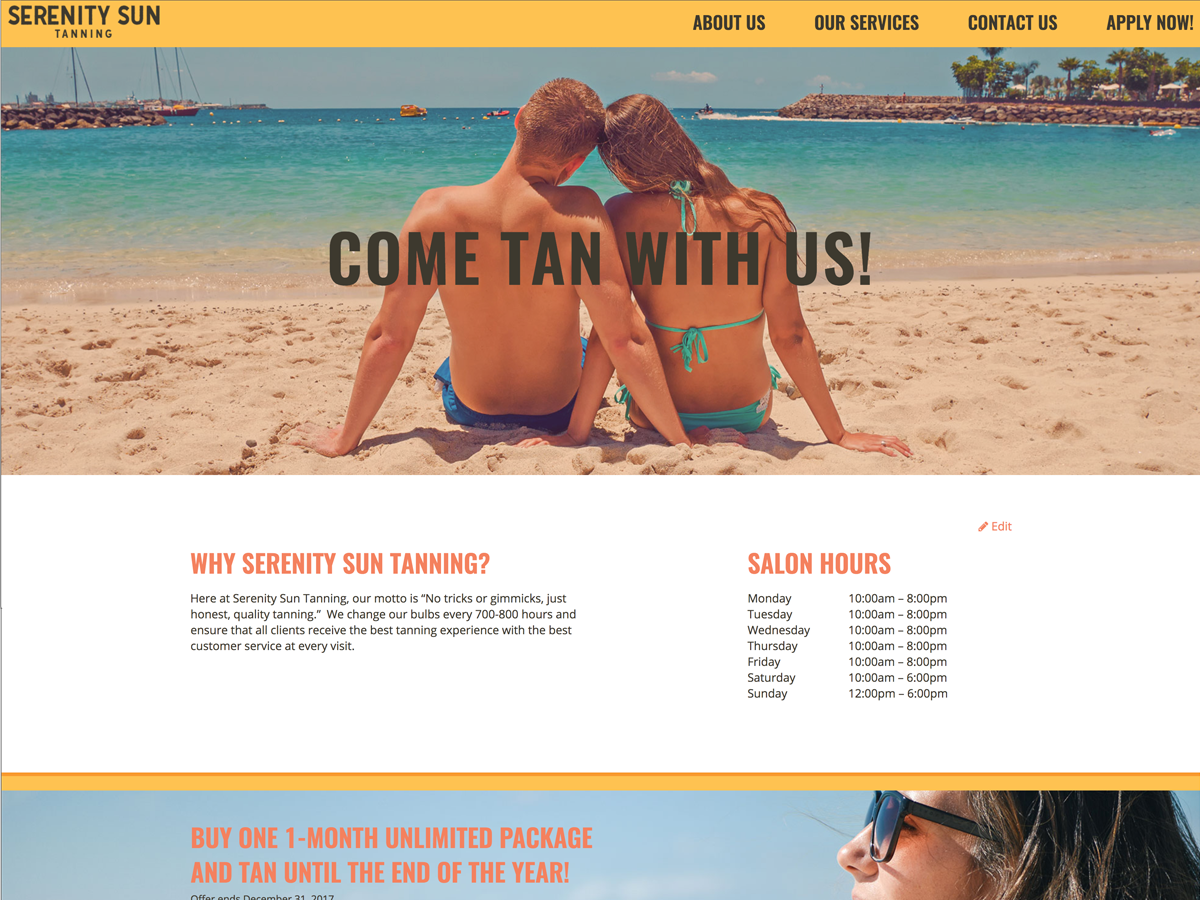 SERENITY SUN
TANNING
ABOUT US
OUR SERVICES
CONTACT US
APPLY NOW!
COME TAN WITH US!
Edit
WHY SERENITY SUN TANNING?
Here at Serenity Sun Tanning, our motto is “No tricks or gimmicks, just
honest, quality tanning.”  We change our bulbs every 700-800 hours and
ensure that all clients receive the best tanning experience with the best
customer service at every visit.
SALON HOURS
Monday 10:00am – 8:00pm
Tuesday 10:00am – 8:00pm
Wednesday 10:00am – 8:00pm
Thursday 10:00am – 8:00pm
Friday 10:00am – 8:00pm
Saturday 10:00am – 6:00pm
Sunday 12:00pm – 6:00pm
BUY ONE 1-MONTH UNLIMITED PACKAGE
AND TAN UNTIL THE END OF THE YEAR!
Offer ends December 31, 2017